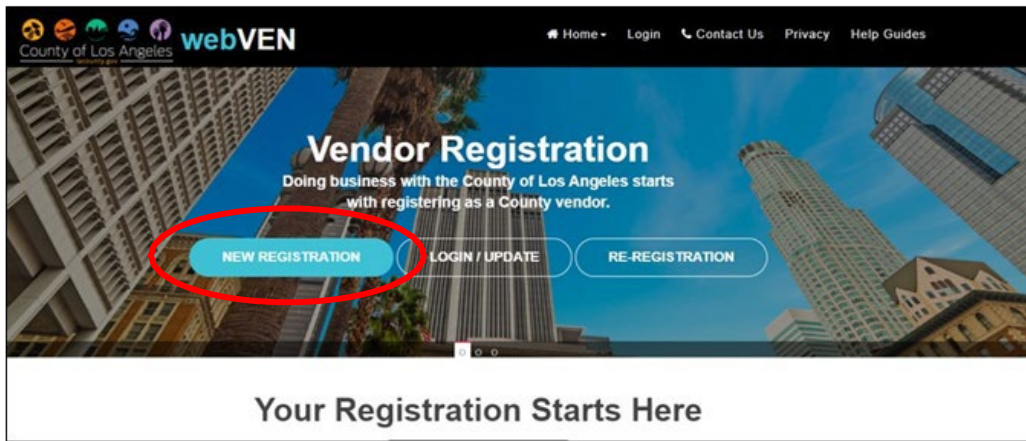 County of Los Angeles
lacounty.gov
webVEN
Home
Login
Contact Us
Privacy
Help Guides
Vendor Registration
Doing business with the County of Los Angeles starts
with registering as a County vendor.
NEW REGISTRATION
LOGIN / UPDATE
RE-REGISTRATION
Your Registration Starts Here